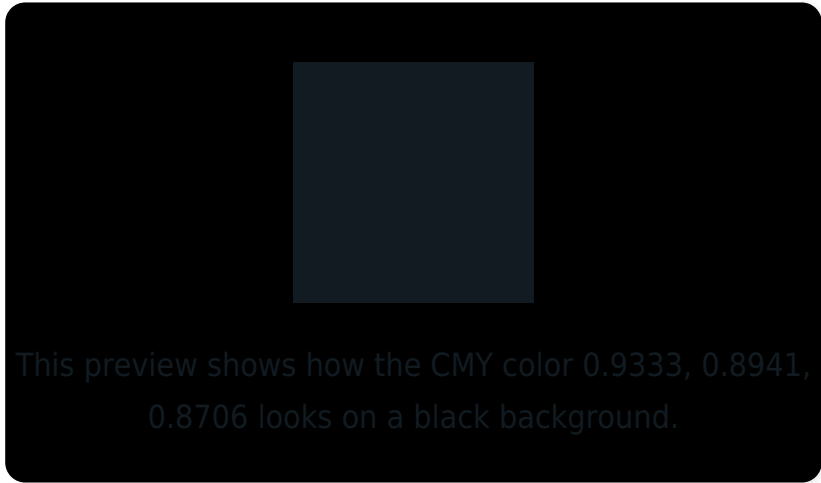 This preview shows how the CMY color 0.9333, 0.8941,
0.8706 looks on a black background.